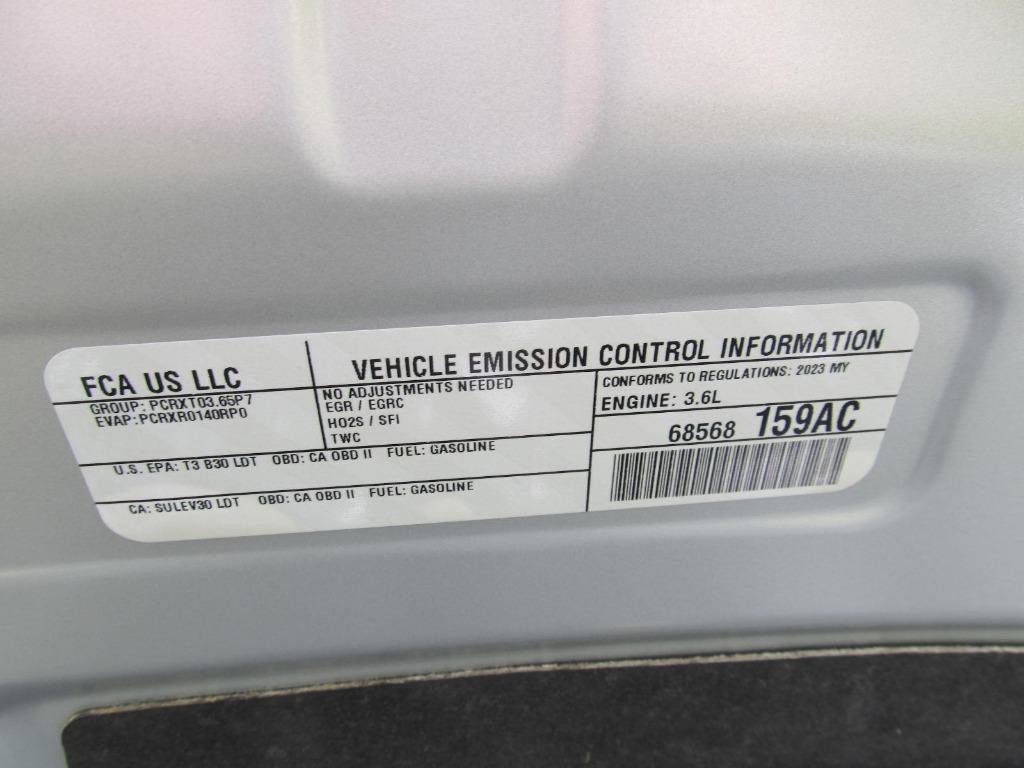 FCA US LLC
GROUP: PCRXT03.65P7
EVAP:PCRXR0140RP0
VEHICLE EMISSION CONTROL INFORMATION
NO ADJUSTMENTS NEEDED
EGR / EGRC
HO2S / SFI
TWC
CONFORMS TO REGULATIONS: 2023 MY
ENGINE: 3.6L
68568 159AC
U.S. EPA: T3 B30 LDT OBD: CA OBD II FUEL: GASOLINE
CA: SULEV30 LDT OBD: CA OBD II FUEL: GASOLINE